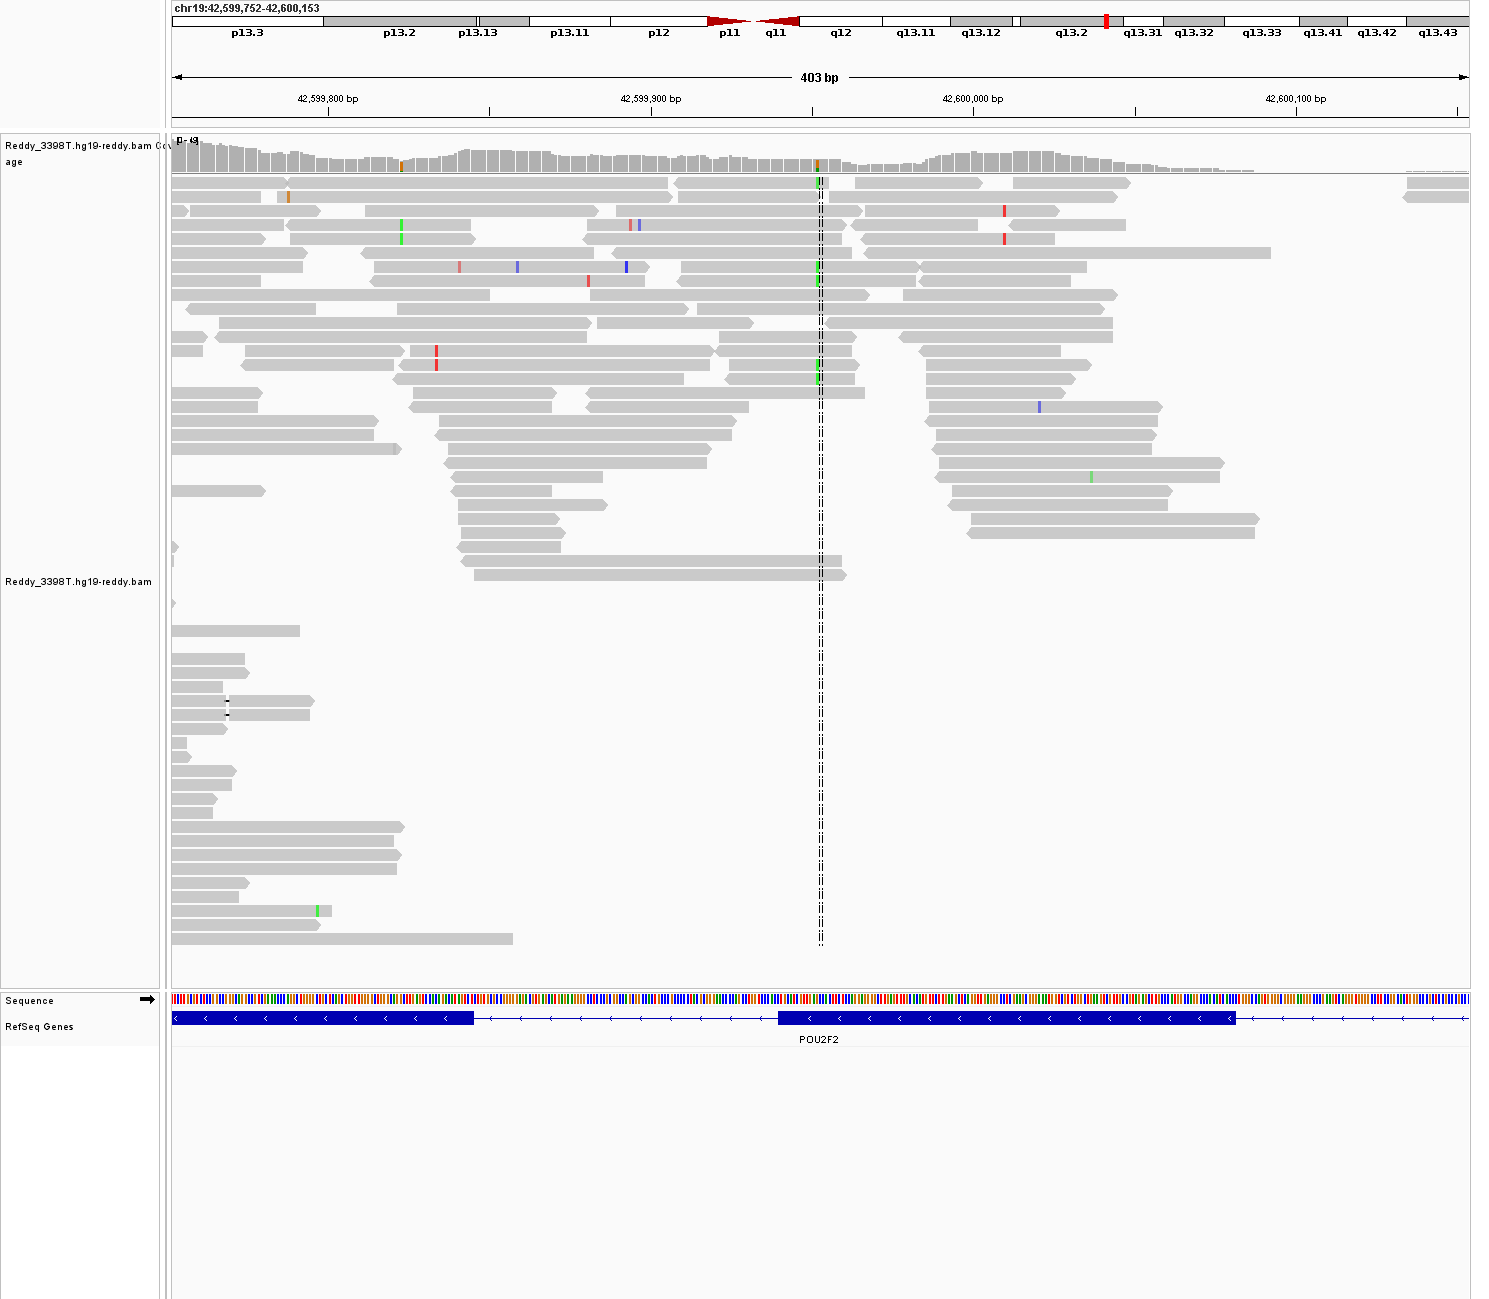 chr19:42,599,752-42,600,153
p13.3 p13.2 p13.13 p13.11 p12 p11 q11 q12 q13.11 q13.12 q13.2 q13.31 q13.32 q13.33 q13.41 q13.42 q13.43
403 bp
42,599,800 bp 42,599,900 bp 42,600,000 bp 42,600,100 bp
Reddy_3398T.hg19-reddy.bam Cov
age
Reddy_3398T.hg19-reddy.bam
Sequence
RefSeq Genes
POU2F2